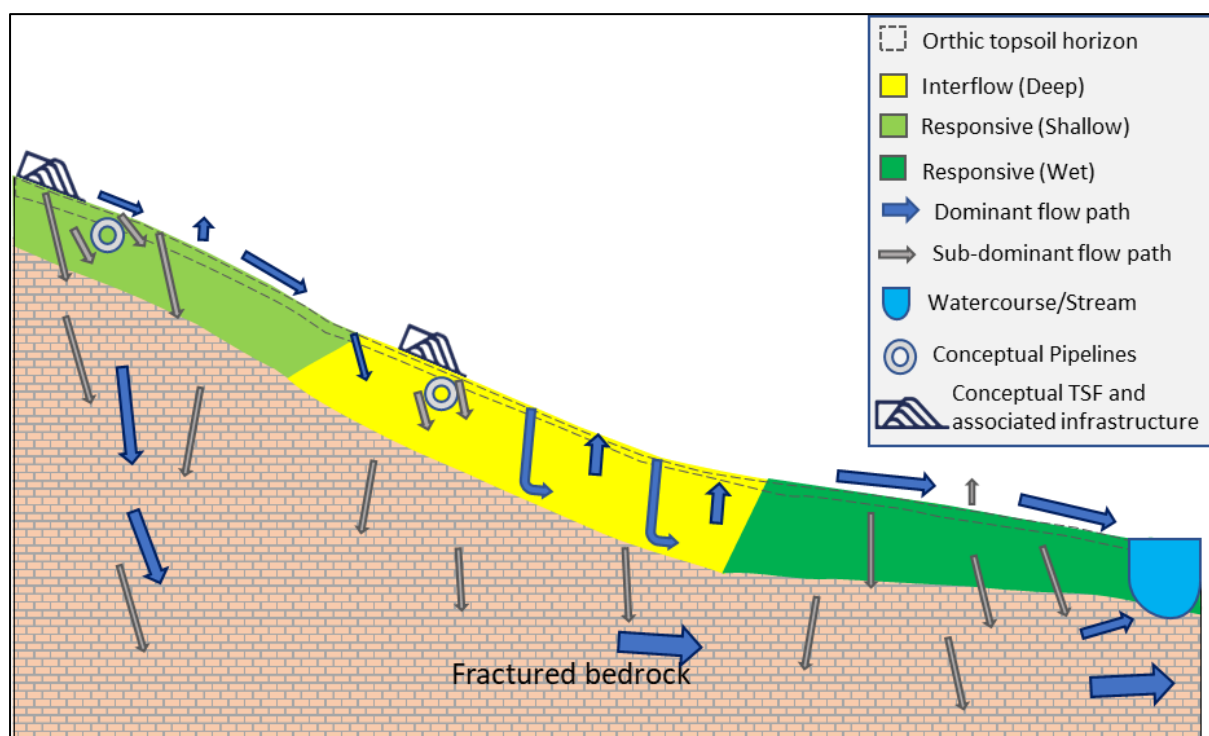 Orthic topsoil horizon
Interflow (Deep)
Responsive (Shallow)
Responsive (Wet)
Dominant flow path
Sub-dominant flow path
Watercourse/Stream
Conceptual Pipelines
Conceptual TSF and
associated infrastructure
Fractured bedrock